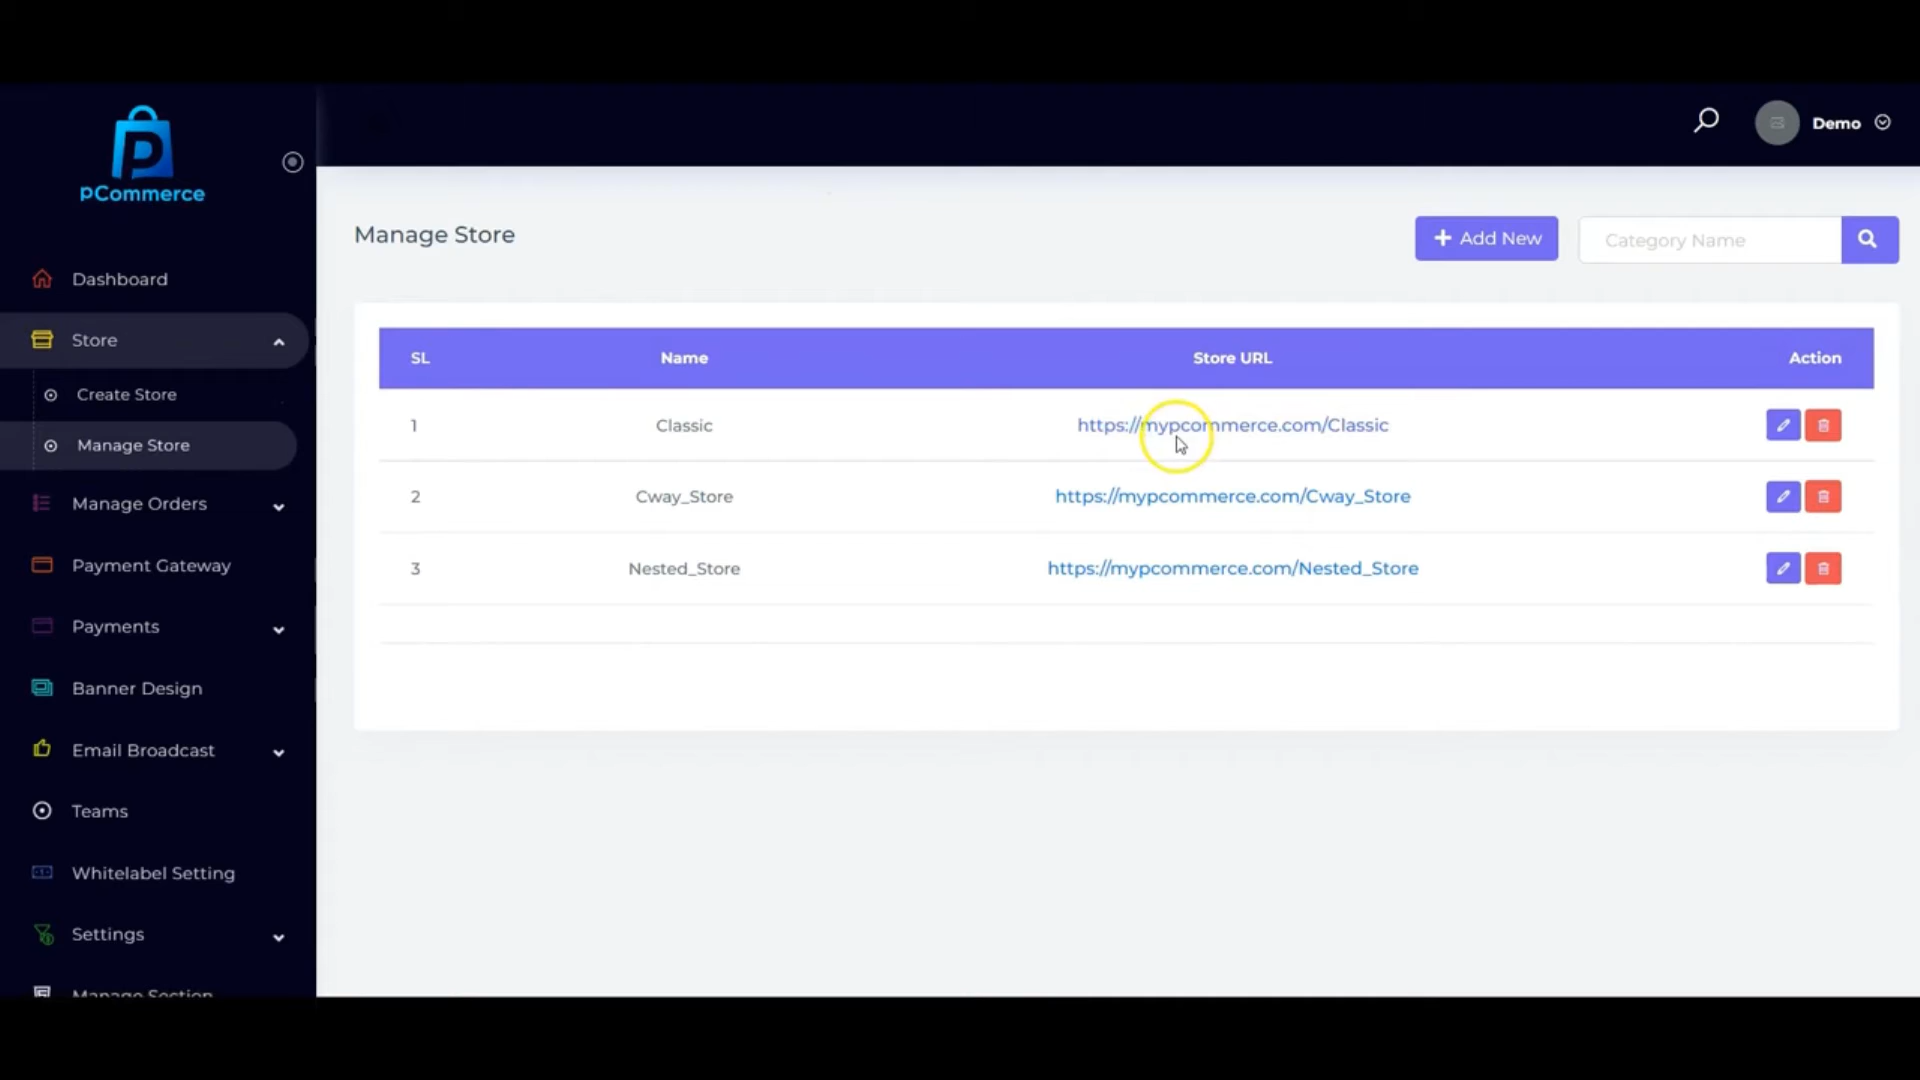 pCommerce
Demo
Manage Store
+ Add New
Category Name
Dashboard
Store
Create Store
Manage Store
Manage Orders
Payment Gateway
Payments
Banner Design
Email Broadcast
Teams
Whitelabel Setting
Settings
Manage Section
SL Name Store URL Action
1 Classic https://mypcommerce.com/Classic
2 Cway_Store https://mypcommerce.com/Cway_Store
3 Nested_Store https://mypcommerce.com/Nested_Store